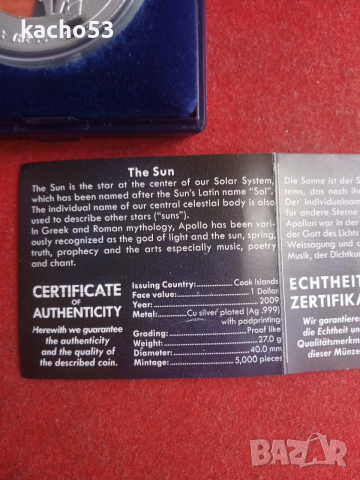 kacho53
The Sun
The Sun is the star at the center of our Solar System,
which has been named after the Sun's Latin name "Sol".
The individual name of our central celestial body is also
used to describe other stars ("suns").
In Greek and Roman mythology, Apollo has been vari-
ously recognized as the god of light and the sun, spring,
truth, prophecy and the arts especially music, poetry
and chant.
CERTIFICATE
OF
AUTHENTICITY
Herewith we guarantee
the authenticity
and the quality of
the described coin.
Issuing Country: Cook Islands
Face value: 1 Dollar
Year: 2009
Metal: Cu silver plated (Ag .999)
with padprinting
Grading: Proof like
Weight: 27.0 g
Diameter: 40.0 mm
Mintage: 5,000 pieces
Die Sonne ist der S
tems, das nach ihr
Der Individualname
für andere Sterne
Apollon war in der
der Gott des Lichts
Weissagung und
Musik, der Dichtku
ECHTHEIT
ZERTIFIKA
Wir garantiere
die Echtheit un
Qualitätsmerkm
dieser Münze
bazar
.bg